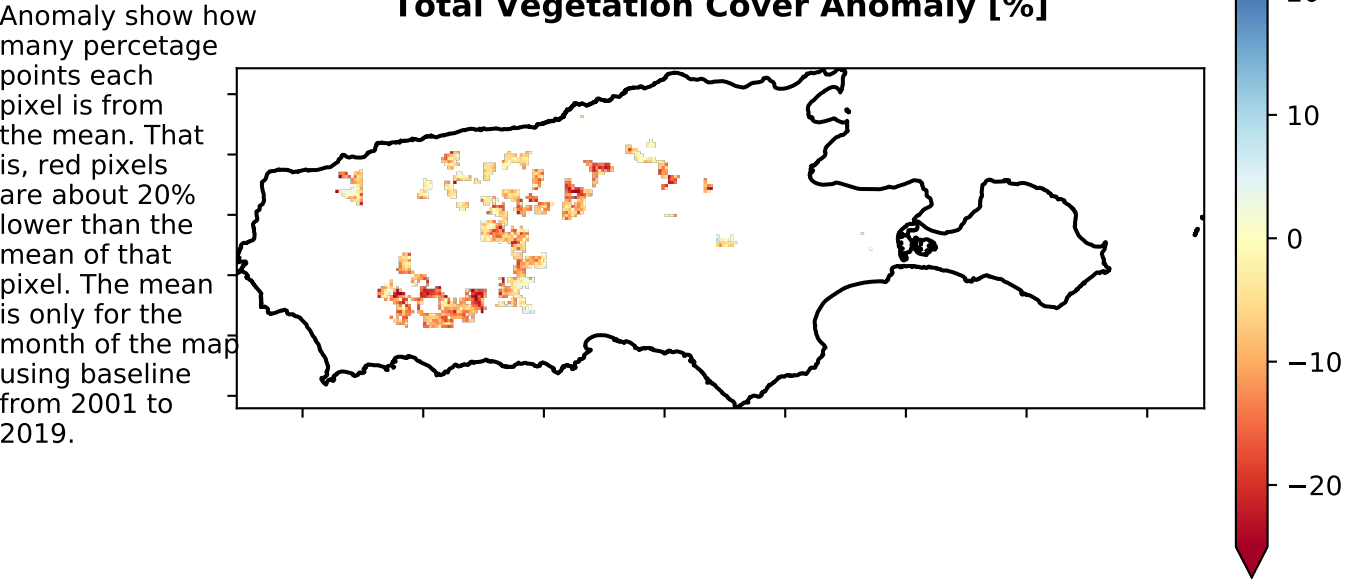 Total Vegetation Cover Anomaly [%]
Anomaly show how
many percetage
points each
pixel is from
the mean. That
is, red pixels
are about 20%
lower than the
mean of that
pixel. The mean
is only for the
month of the map
using baseline
from 2001 to
2019.
10
0
−10
−20